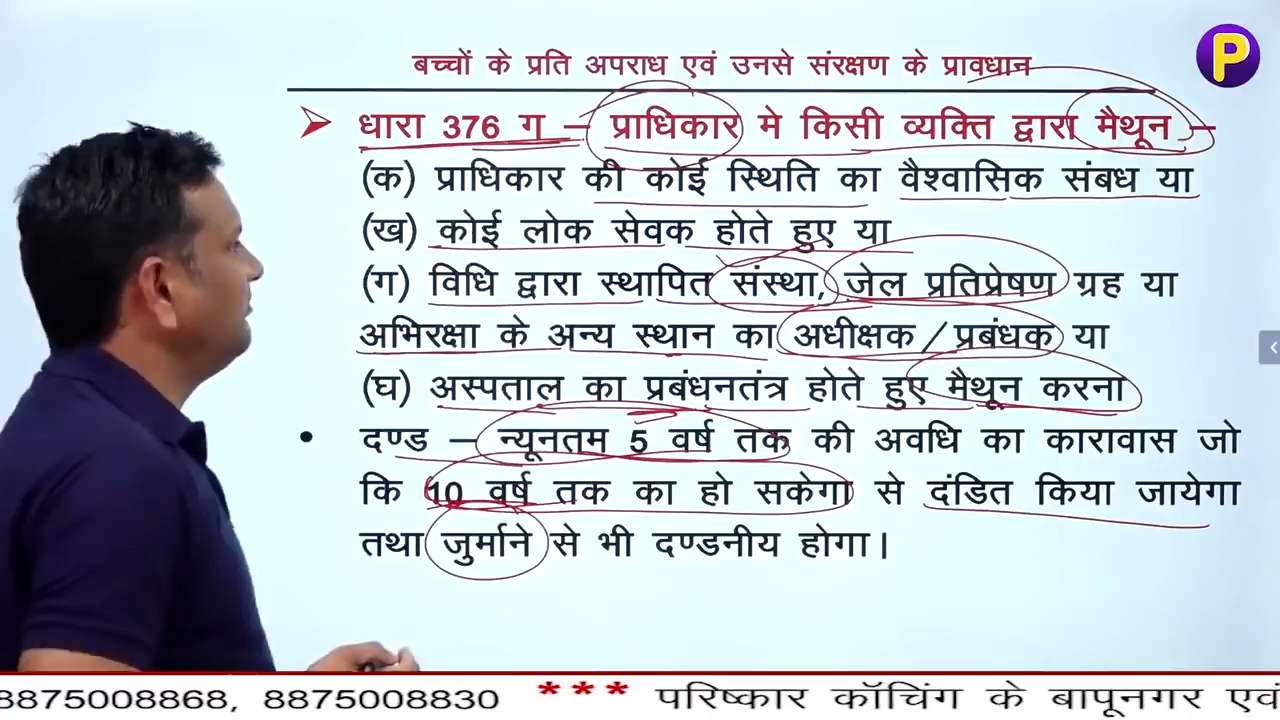 P
बच्चों के प्रति अपराध एवं उनसे संरक्षण के प्रावधान
धारा 376 ग – प्राधिकार मे किसी व्यक्ति द्वारा मैथून –
(क) प्राधिकार की कोई स्थिति का वैश्वासिक संबध या
(ख) कोई लोक सेवक होते हुए या
(ग) विधि द्वारा स्थापित संस्था, जेल प्रतिप्रेषण ग्रह या
अभिरक्षा के अन्य स्थान का अधीक्षक / प्रबंधक या
(घ) अस्पताल का प्रबंधनतंत्र होते हुए मैथून करना
• दण्ड – न्यूनतम 5 वर्ष तक की अवधि का कारावास जो
कि 10 वर्ष तक का हो सकेगा से दंडित किया जायेगा
तथा जुर्माने से भी दण्डनीय होगा।
8875008868, 8875008830 *** परिष्कार कॉचिंग के बापूनगर एवं